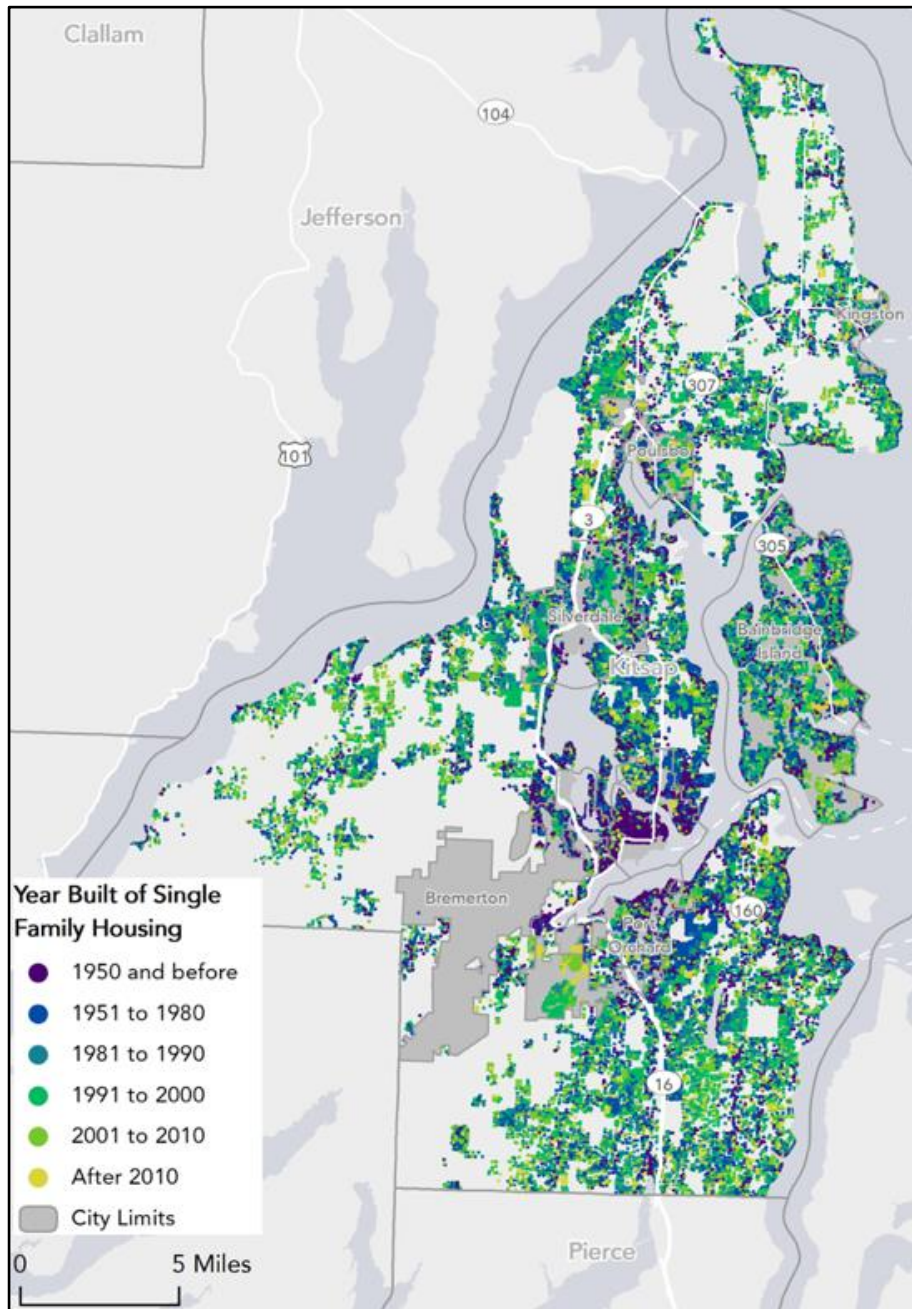 Clallam
104
Jefferson
Kingston
307
101
Poulsbo
3
305
Silverdale
Bainbridge
Island
Kitsap
Bremerton
Port
Orchard
160
16
Pierce
Year Built of Single
Family Housing
1950 and before
1951 to 1980
1981 to 1990
1991 to 2000
2001 to 2010
After 2010
City Limits
0 5 Miles